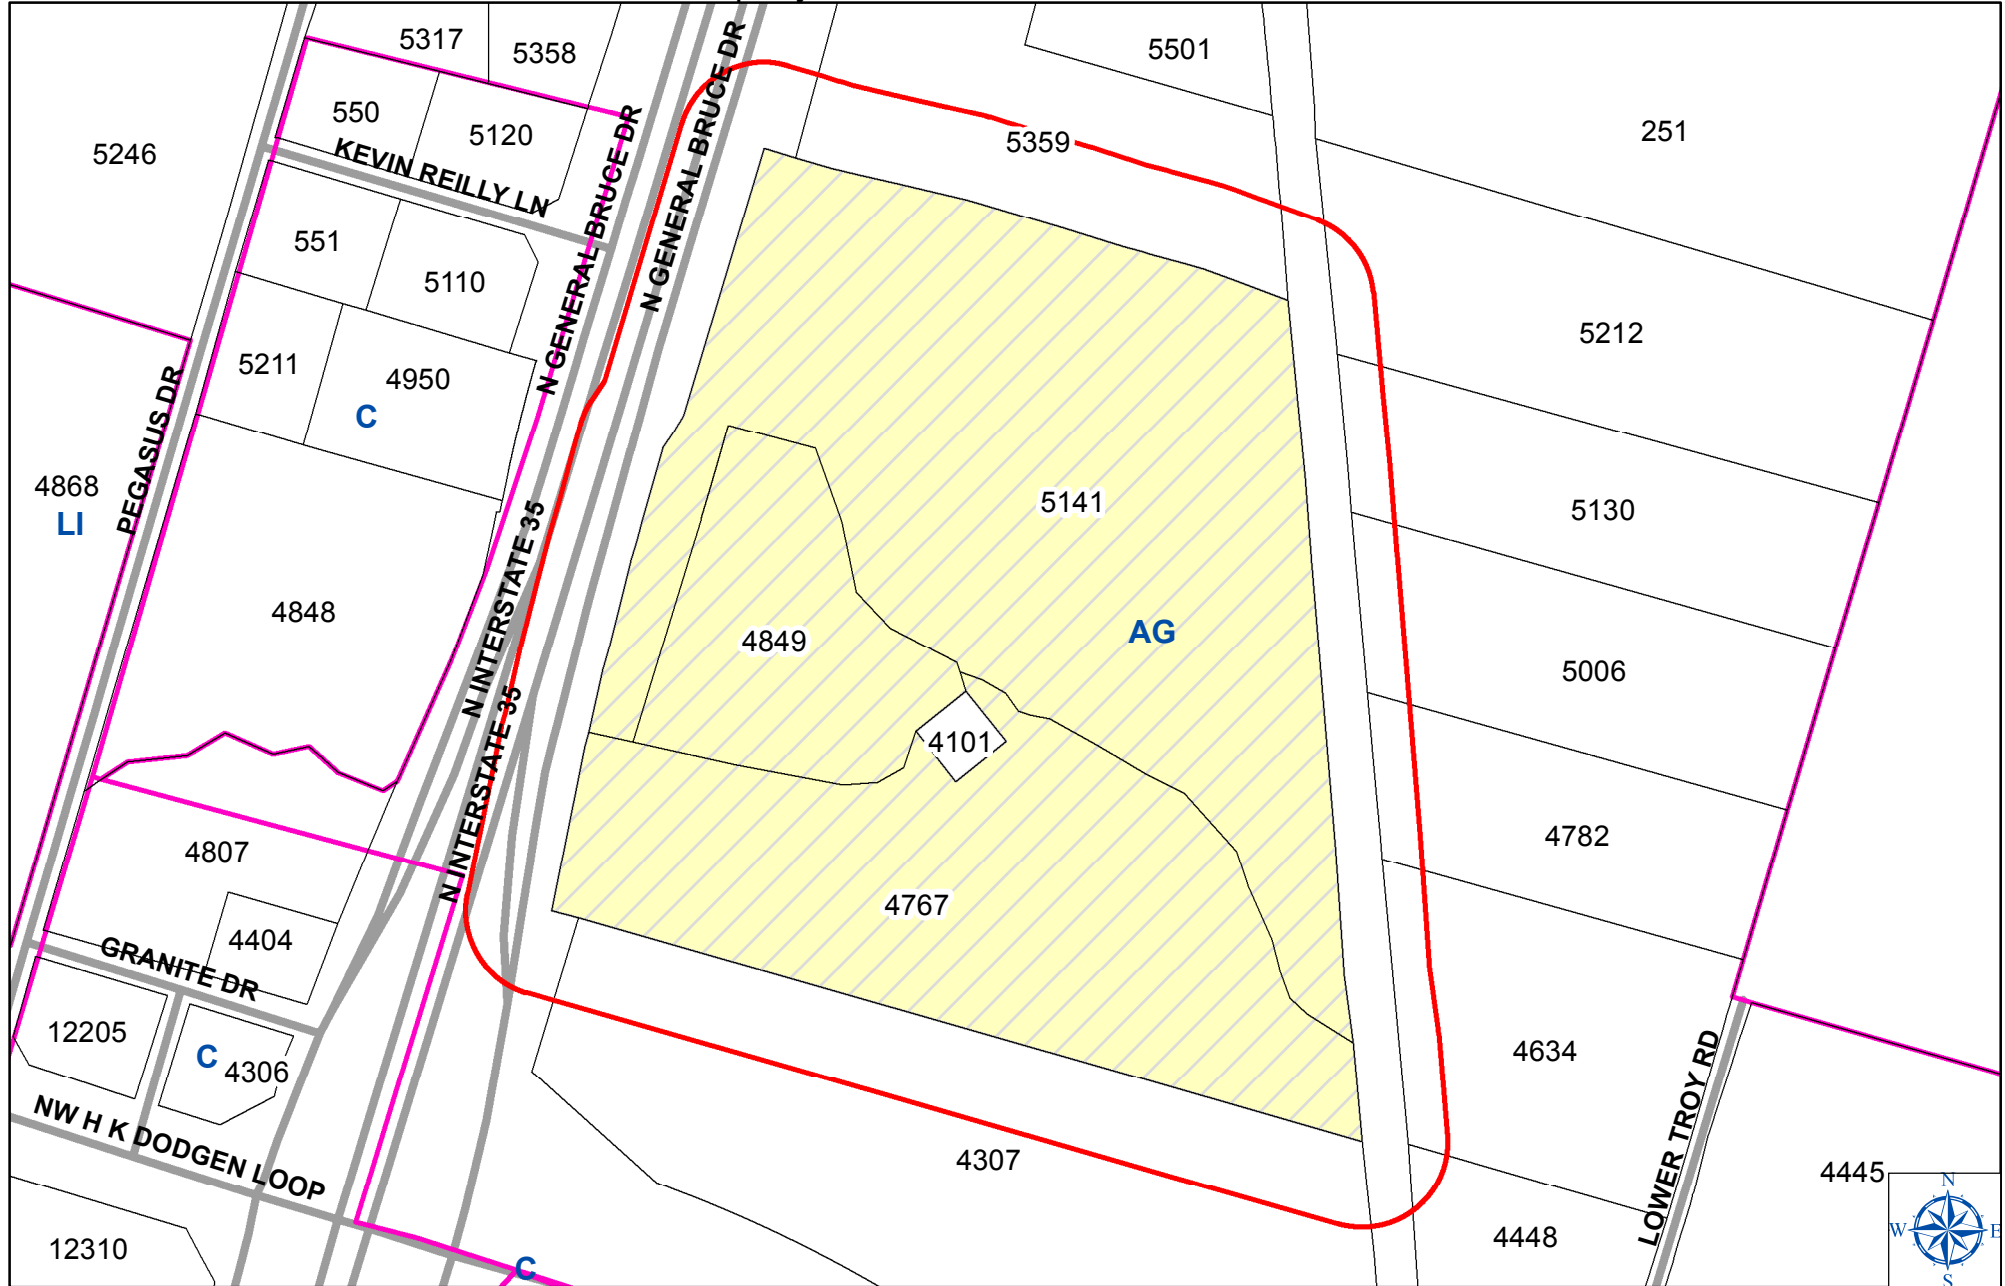 5317
5358
5501
550
5120
5359
251
5246
KEVIN REILLY LN
N GENERAL BRUCE DR
N GENERAL BRUCE DR
551
5110
5212
5211
4950
C
PEGASUS DR
4868
LI
5141
5130
N INTERSTATE 35
4848
4849
AG
5006
N INTERSTATE 35
4101
4807
4782
4767
4404
GRANITE DR
12205
C
4306
4634
LOWER TROY RD
NW H K DODGEN LOOP
4307
4445
N
W
E
S
12310
4448
C